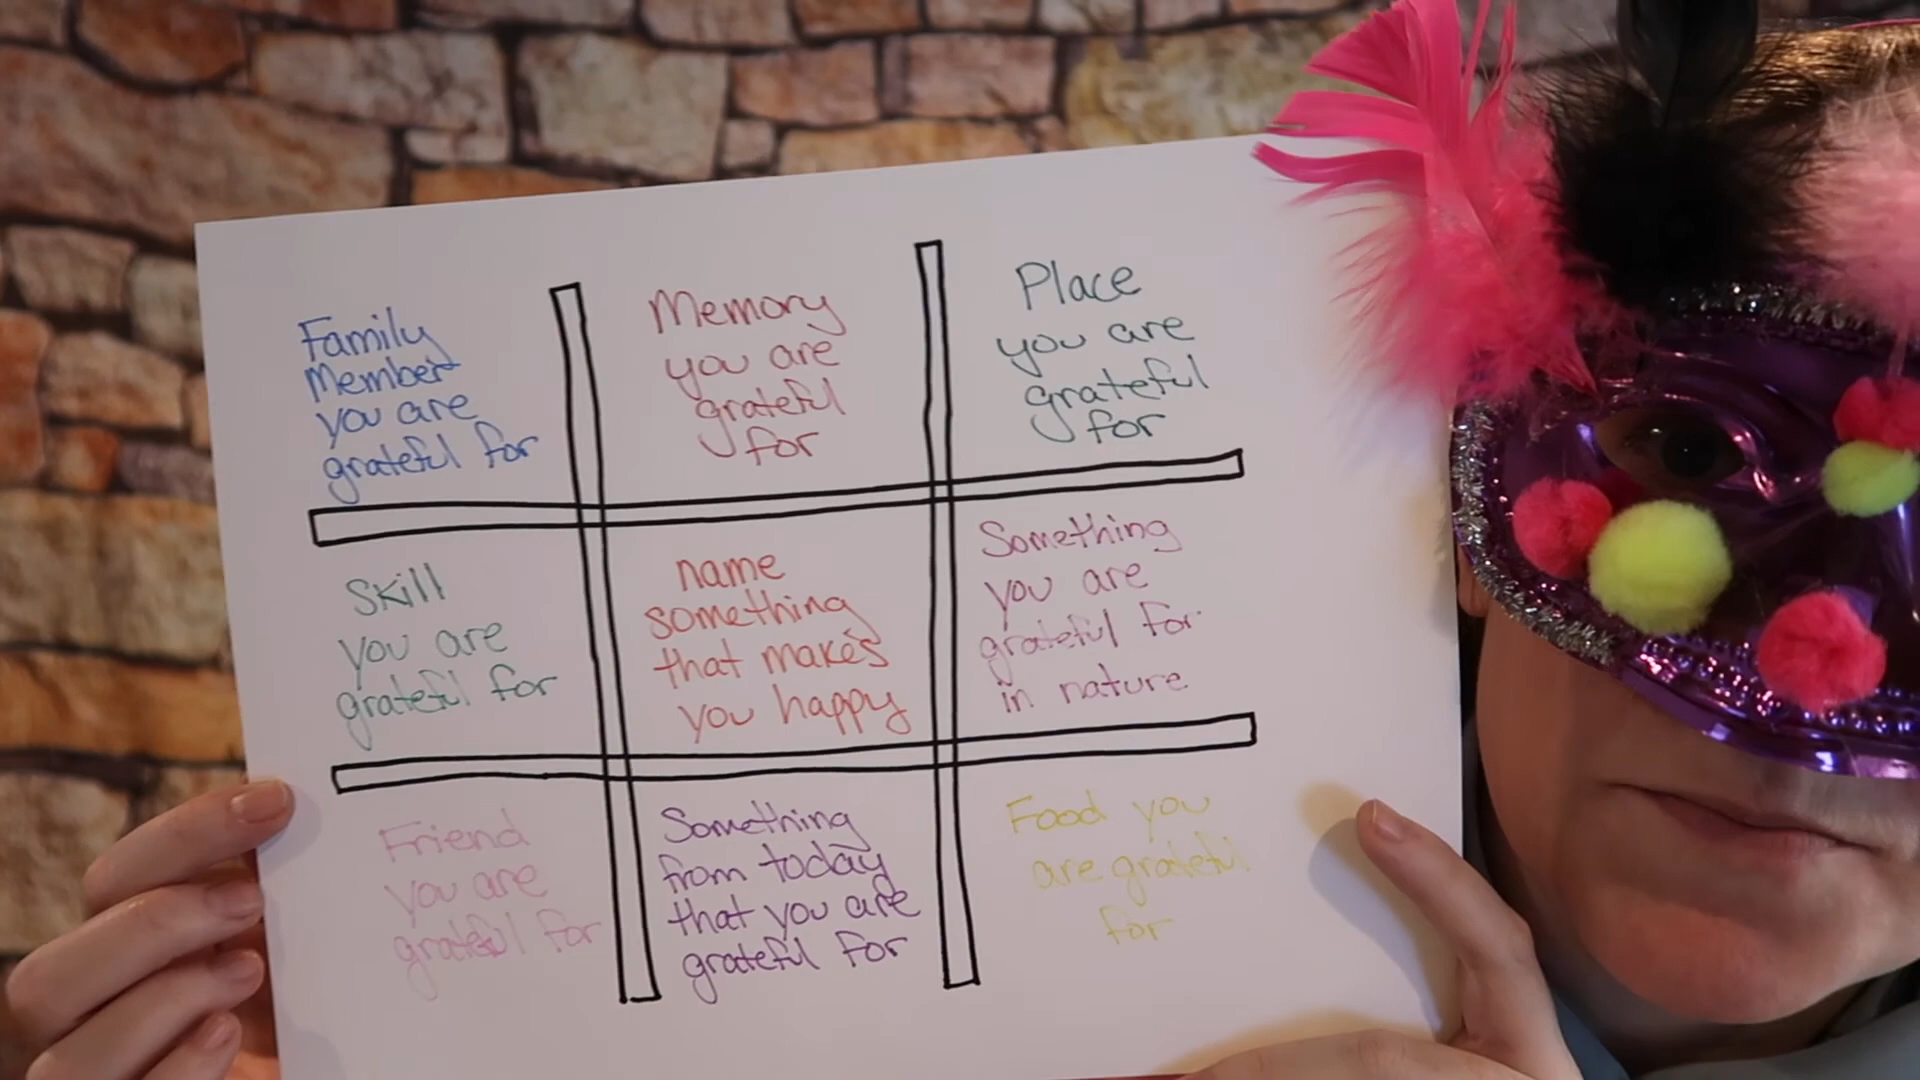 Family
Member
you are
grateful for
Memory
you are
grateful
for
Place
you are
grateful
for
Skill
you are
grateful for
name
something
that makes
you happy
Something
you are
grateful for
in nature
Friend
you are
grateful for
Something
from today
that you are
grateful for
Food you
are grateful
for